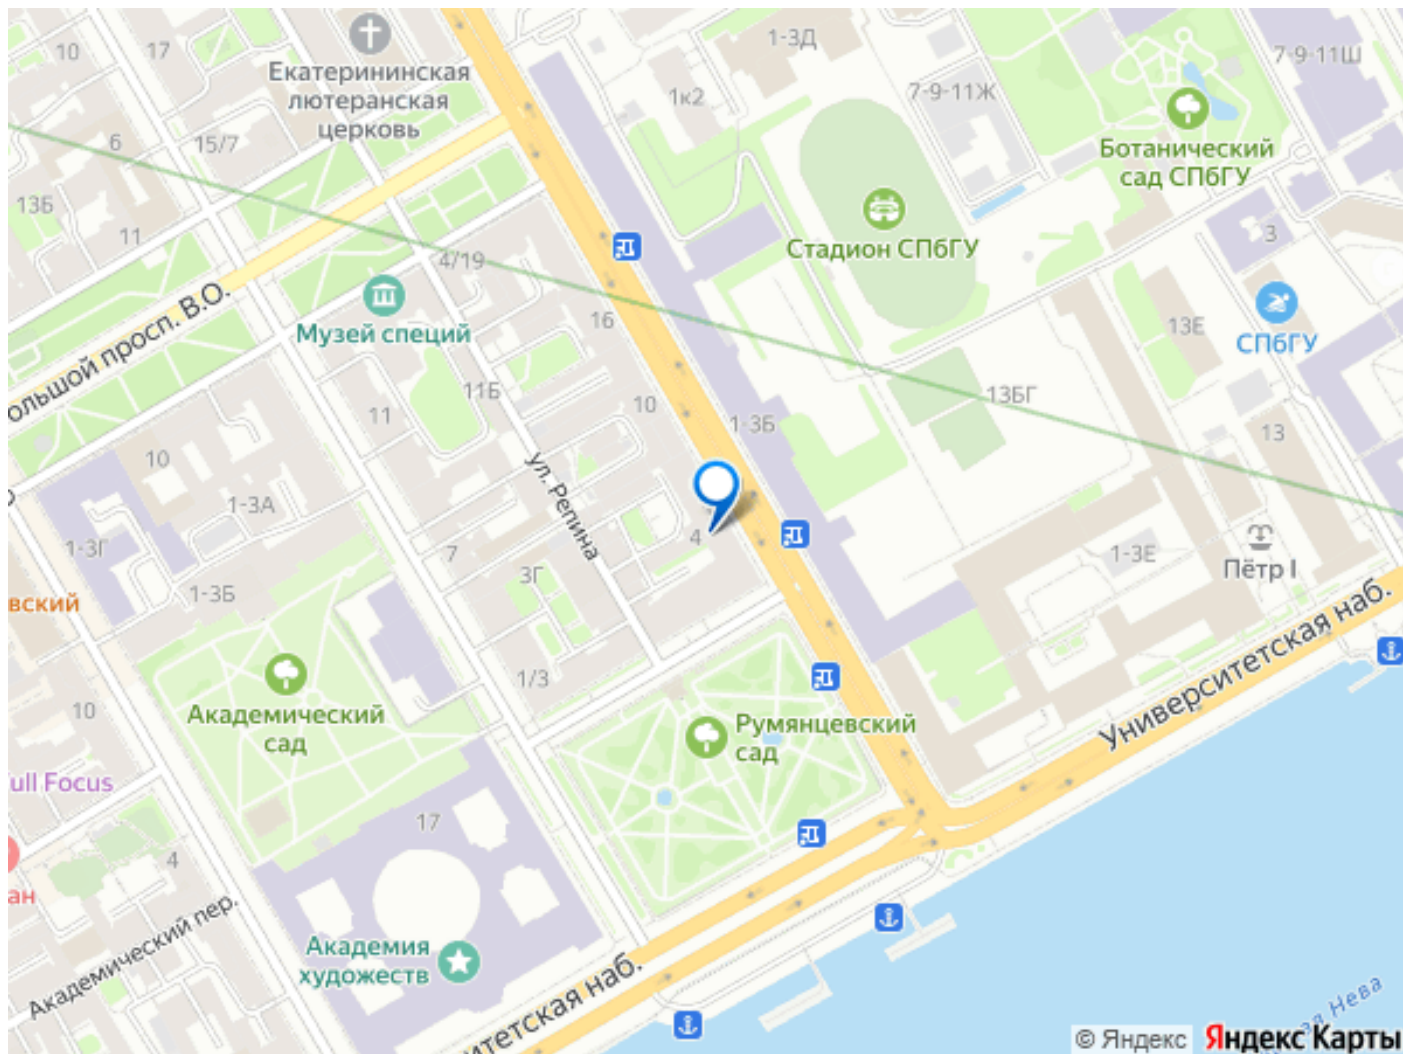 10
17
Екатерининская
лютеранская
церковь
1-3Д
7-9-11Ш
1к2
7-9-11Ж
Ботанический
сад СПбГУ
6
15/7
13Б
11
4/19
Стадион СПбГУ
3
Музей специй
16
13Е
СПбГУ
ольшой просп. В.О.
11Б
11
10
1-3Б
13БГ
13
10
1-3А
ул. Репина
1-3Г
7
4
3Г
1-3Е
Пётр I
вский
1-3Б
1/3
Университетская наб.
10
Академический
сад
Румянцевский
сад
ull Focus
17
4
ан
Академический пер.
Академия
художеств
итетская наб.
ая Нева
© Яндекс
Яндекс Карты